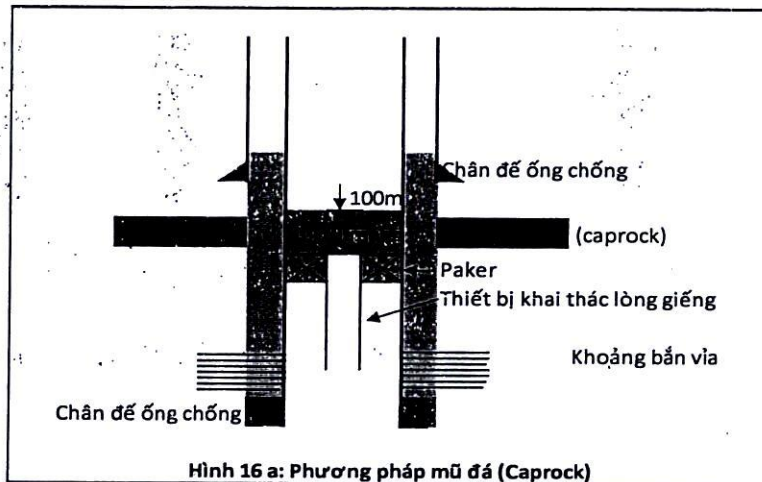 Chân đế ống chống
100m
(caprock)
Paker
Thiết bị khai thác lòng giếng
Khoảng bắn vỉa
Chân đế ống chống
Hình 16 a: Phương pháp mũ đá (Caprock)